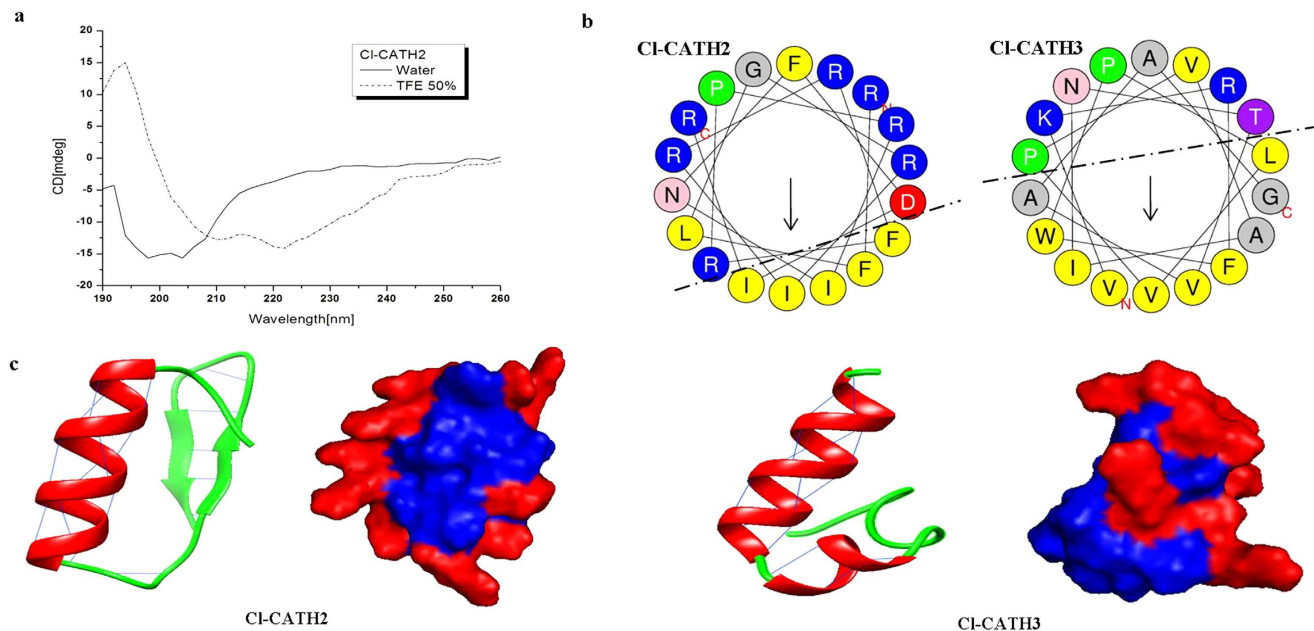 a
CD[mdeg]
20
15
10
5
0
-5
-10
-15
-20
190
200
210
220
230
240
250
260
Wavelength[nm]
Cl-CATH2
Water
TFE 50%
b
Cl-CATH2
F
R
R
N
R
R
D
F
F
I
I
I
R
L
N
R
R
C
P
G
Cl-CATH3
A
V
R
T
L
G
C
A
F
V
V
V
N
I
W
A
P
K
N
P
c
Cl-CATH2
Cl-CATH3